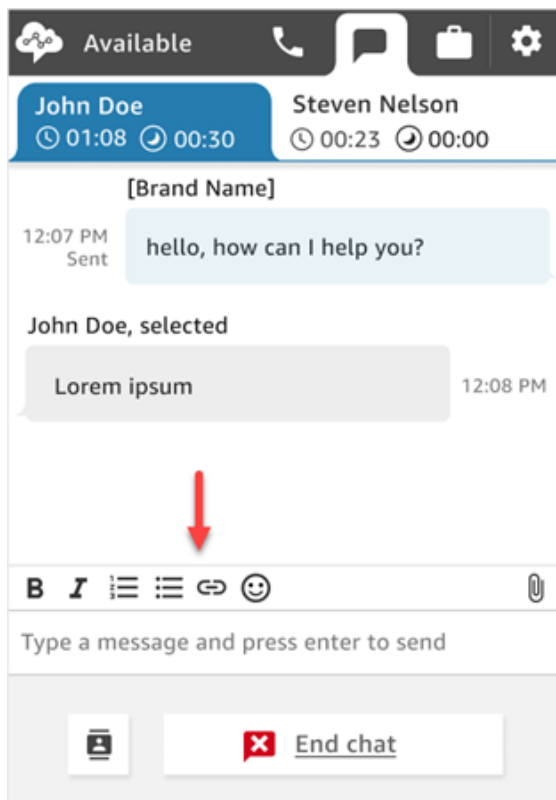 Available
John Doe
01:08 00:30
Steven Nelson
00:23 00:00
[Brand Name]
12:07 PM
Sent
hello, how can I help you?
John Doe, selected
Lorem ipsum
12:08 PM
B I
Type a message and press enter to send
End chat